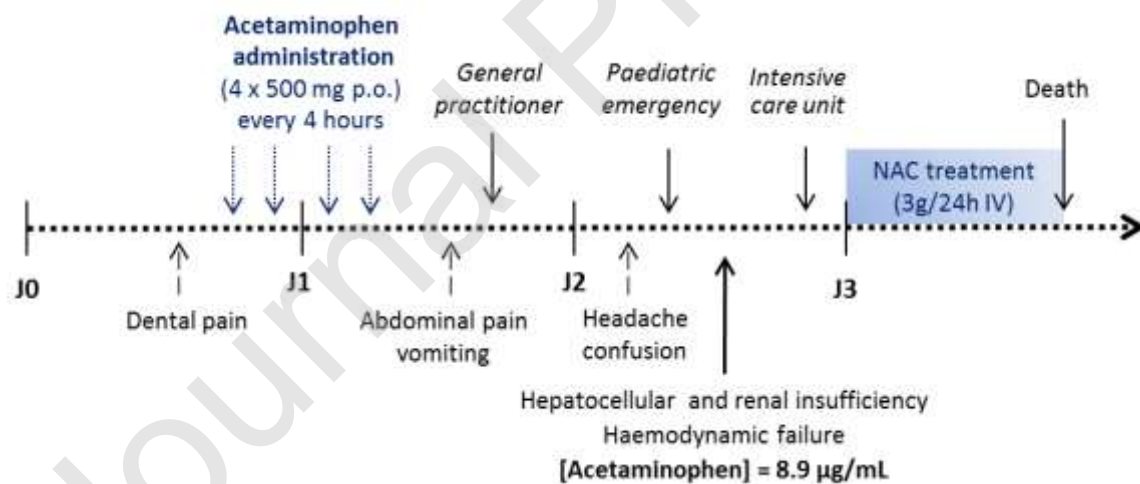 Acetaminophen
administration
(4 x 500 mg p.o.)
every 4 hours
General
practitioner
Paediatric
emergency
Intensive
care unit
Death
NAC treatment
(3g/24h IV)
J0
J1
J2
J3
Dental pain
Abdominal pain
vomiting
Headache
confusion
Hepatocellular and renal insufficiency
Haemodynamic failure
[Acetaminophen] = 8.9 µg/mL
Journal Pr